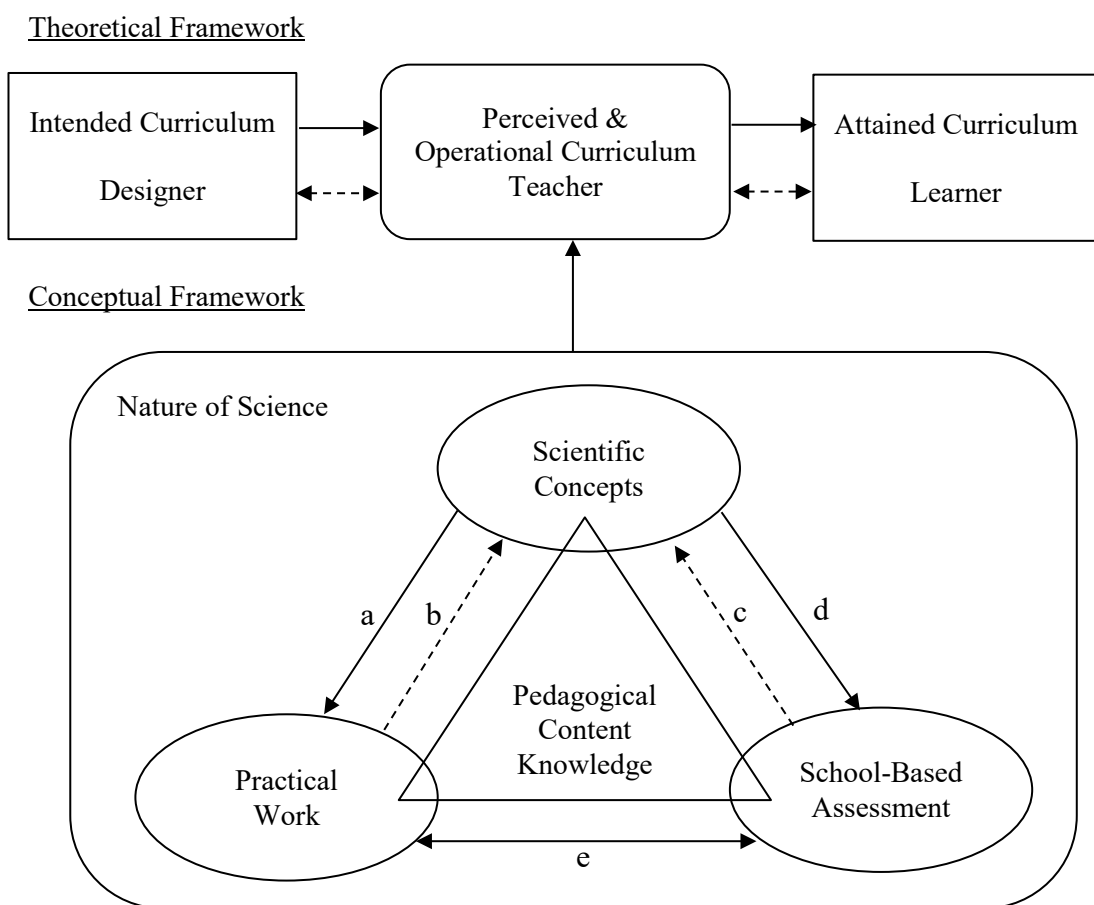 Theoretical Framework
Intended Curriculum
Designer
Perceived &
Operational Curriculum
Teacher
Attained Curriculum
Learner
Conceptual Framework
Nature of Science
Scientific
Concepts
a
b
c
d
Pedagogical
Content
Knowledge
Practical
Work
School-Based
Assessment
e